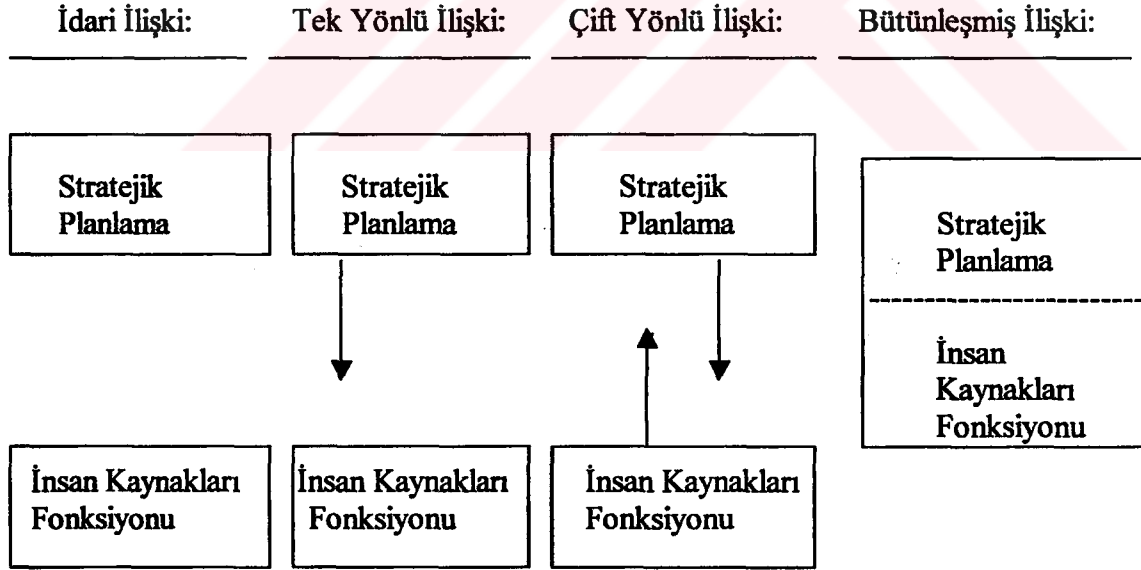 İdari İlişki: Tek Yönlü İlişki: Çift Yönlü İlişki: Bütünleşmiş İlişki:
Stratejik
Planlama
Stratejik
Planlama
Stratejik
Planlama
Stratejik
Planlama
İnsan
Kaynakları
Fonksiyonu
İnsan Kaynakları
Fonksiyonu
İnsan Kaynakları
Fonksiyonu
İnsan Kaynakları
Fonksiyonu